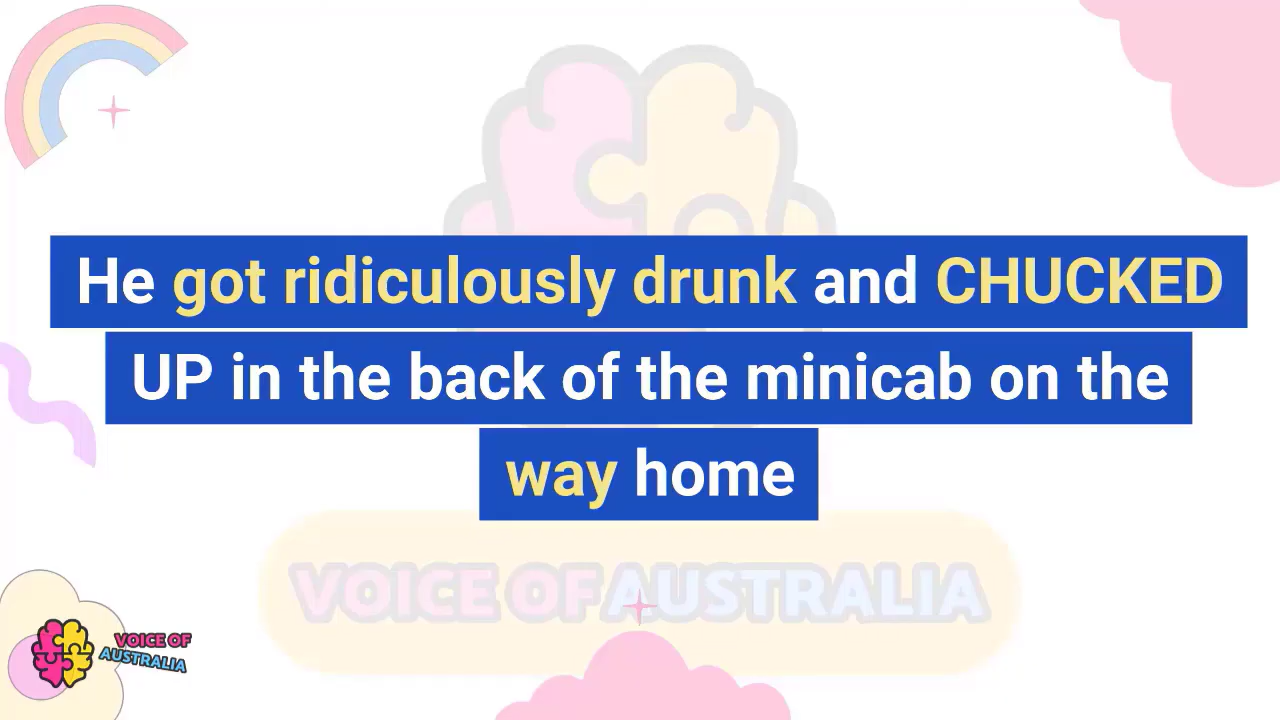 He got ridiculously drunk and CHUCKED
UP in the back of the minicab on the
way home
VOICE OF AUSTRALIA
VOICE OF
AUSTRALIA